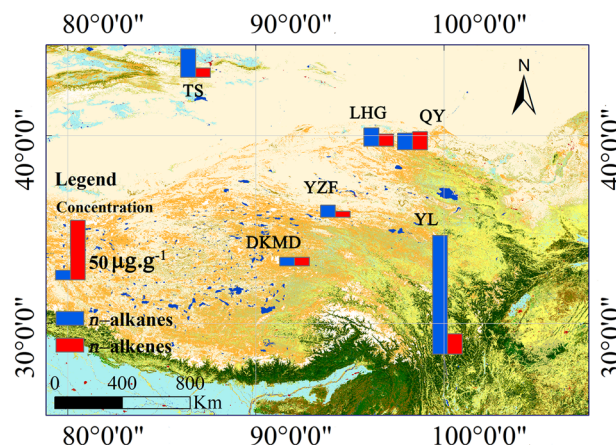 80°0'0" 90°0'0" 100°0'0"
N
TS
LHG QY
40°0'0" 40°0'0"
Legend
YZF
Concentration
YL
DKMD
50 μg.g⁻¹
n–alkanes
30°0'0" 30°0'0"
n–alkenes
0 400 800
Km
80°0'0" 90°0'0" 100°0'0"